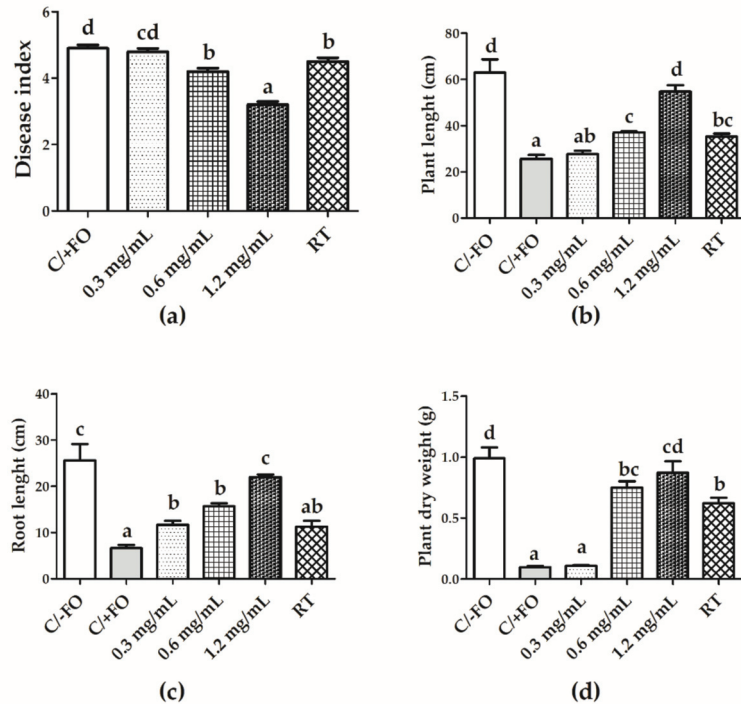 Disease index
6
4
2
0
d
cd
b
a
b
C/+FO
0.3 mg/mL
0.6 mg/mL
1.2 mg/mL
RT
(a)
Plant lenght (cm)
80
60
40
20
0
d
a
ab
c
d
bc
C/-FO
C/+FO
0.3 mg/mL
0.6 mg/mL
1.2 mg/mL
RT
(b)
Root lenght (cm)
40
30
20
10
0
c
a
b
b
c
ab
C/-FO
C/+FO
0.3 mg/mL
0.6 mg/mL
1.2 mg/mL
RT
(c)
Plant dry weight (g)
1.5
1.0
0.5
0.0
d
a
a
bc
cd
b
C/-FO
C/+FO
0.3 mg/mL
0.6 mg/mL
1.2 mg/mL
RT
(d)